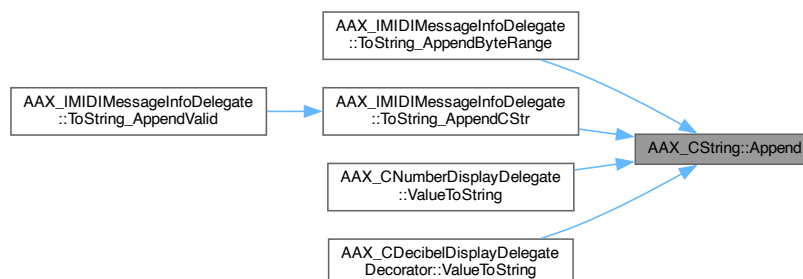 AAX_IMIDIMessageInfoDelegate
::ToString_AppendByteRange
AAX_IMIDIMessageInfoDelegate
::ToString_AppendValid
AAX_IMIDIMessageInfoDelegate
::ToString_AppendCStr
AAX_CString::Append
AAX_CNumberDisplayDelegate
::ValueToString
AAX_CDecibelDisplayDelegate
Decorator::ValueToString